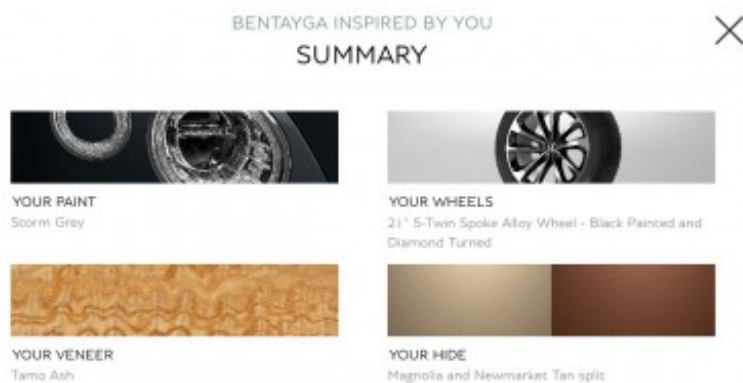 BENTAYGA INSPIRED BY YOU
SUMMARY
YOUR PAINT
Storm Grey
YOUR WHEELS
21" 5-Twin Spoke Alloy Wheel - Black Painted and
Diamond Turned
YOUR VENEER
Tamo Ash
YOUR HIDE
Magnolia and Newmarket Tan split